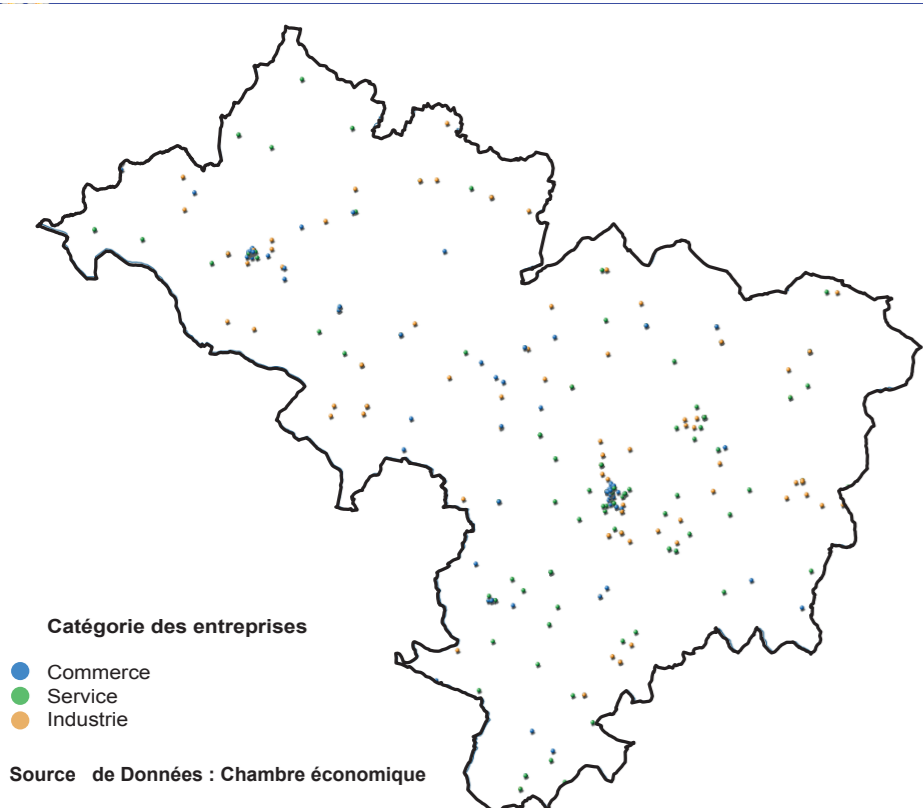 Catégorie des entreprises
Commerce
Service
Industrie
Source de Données : Chambre économique